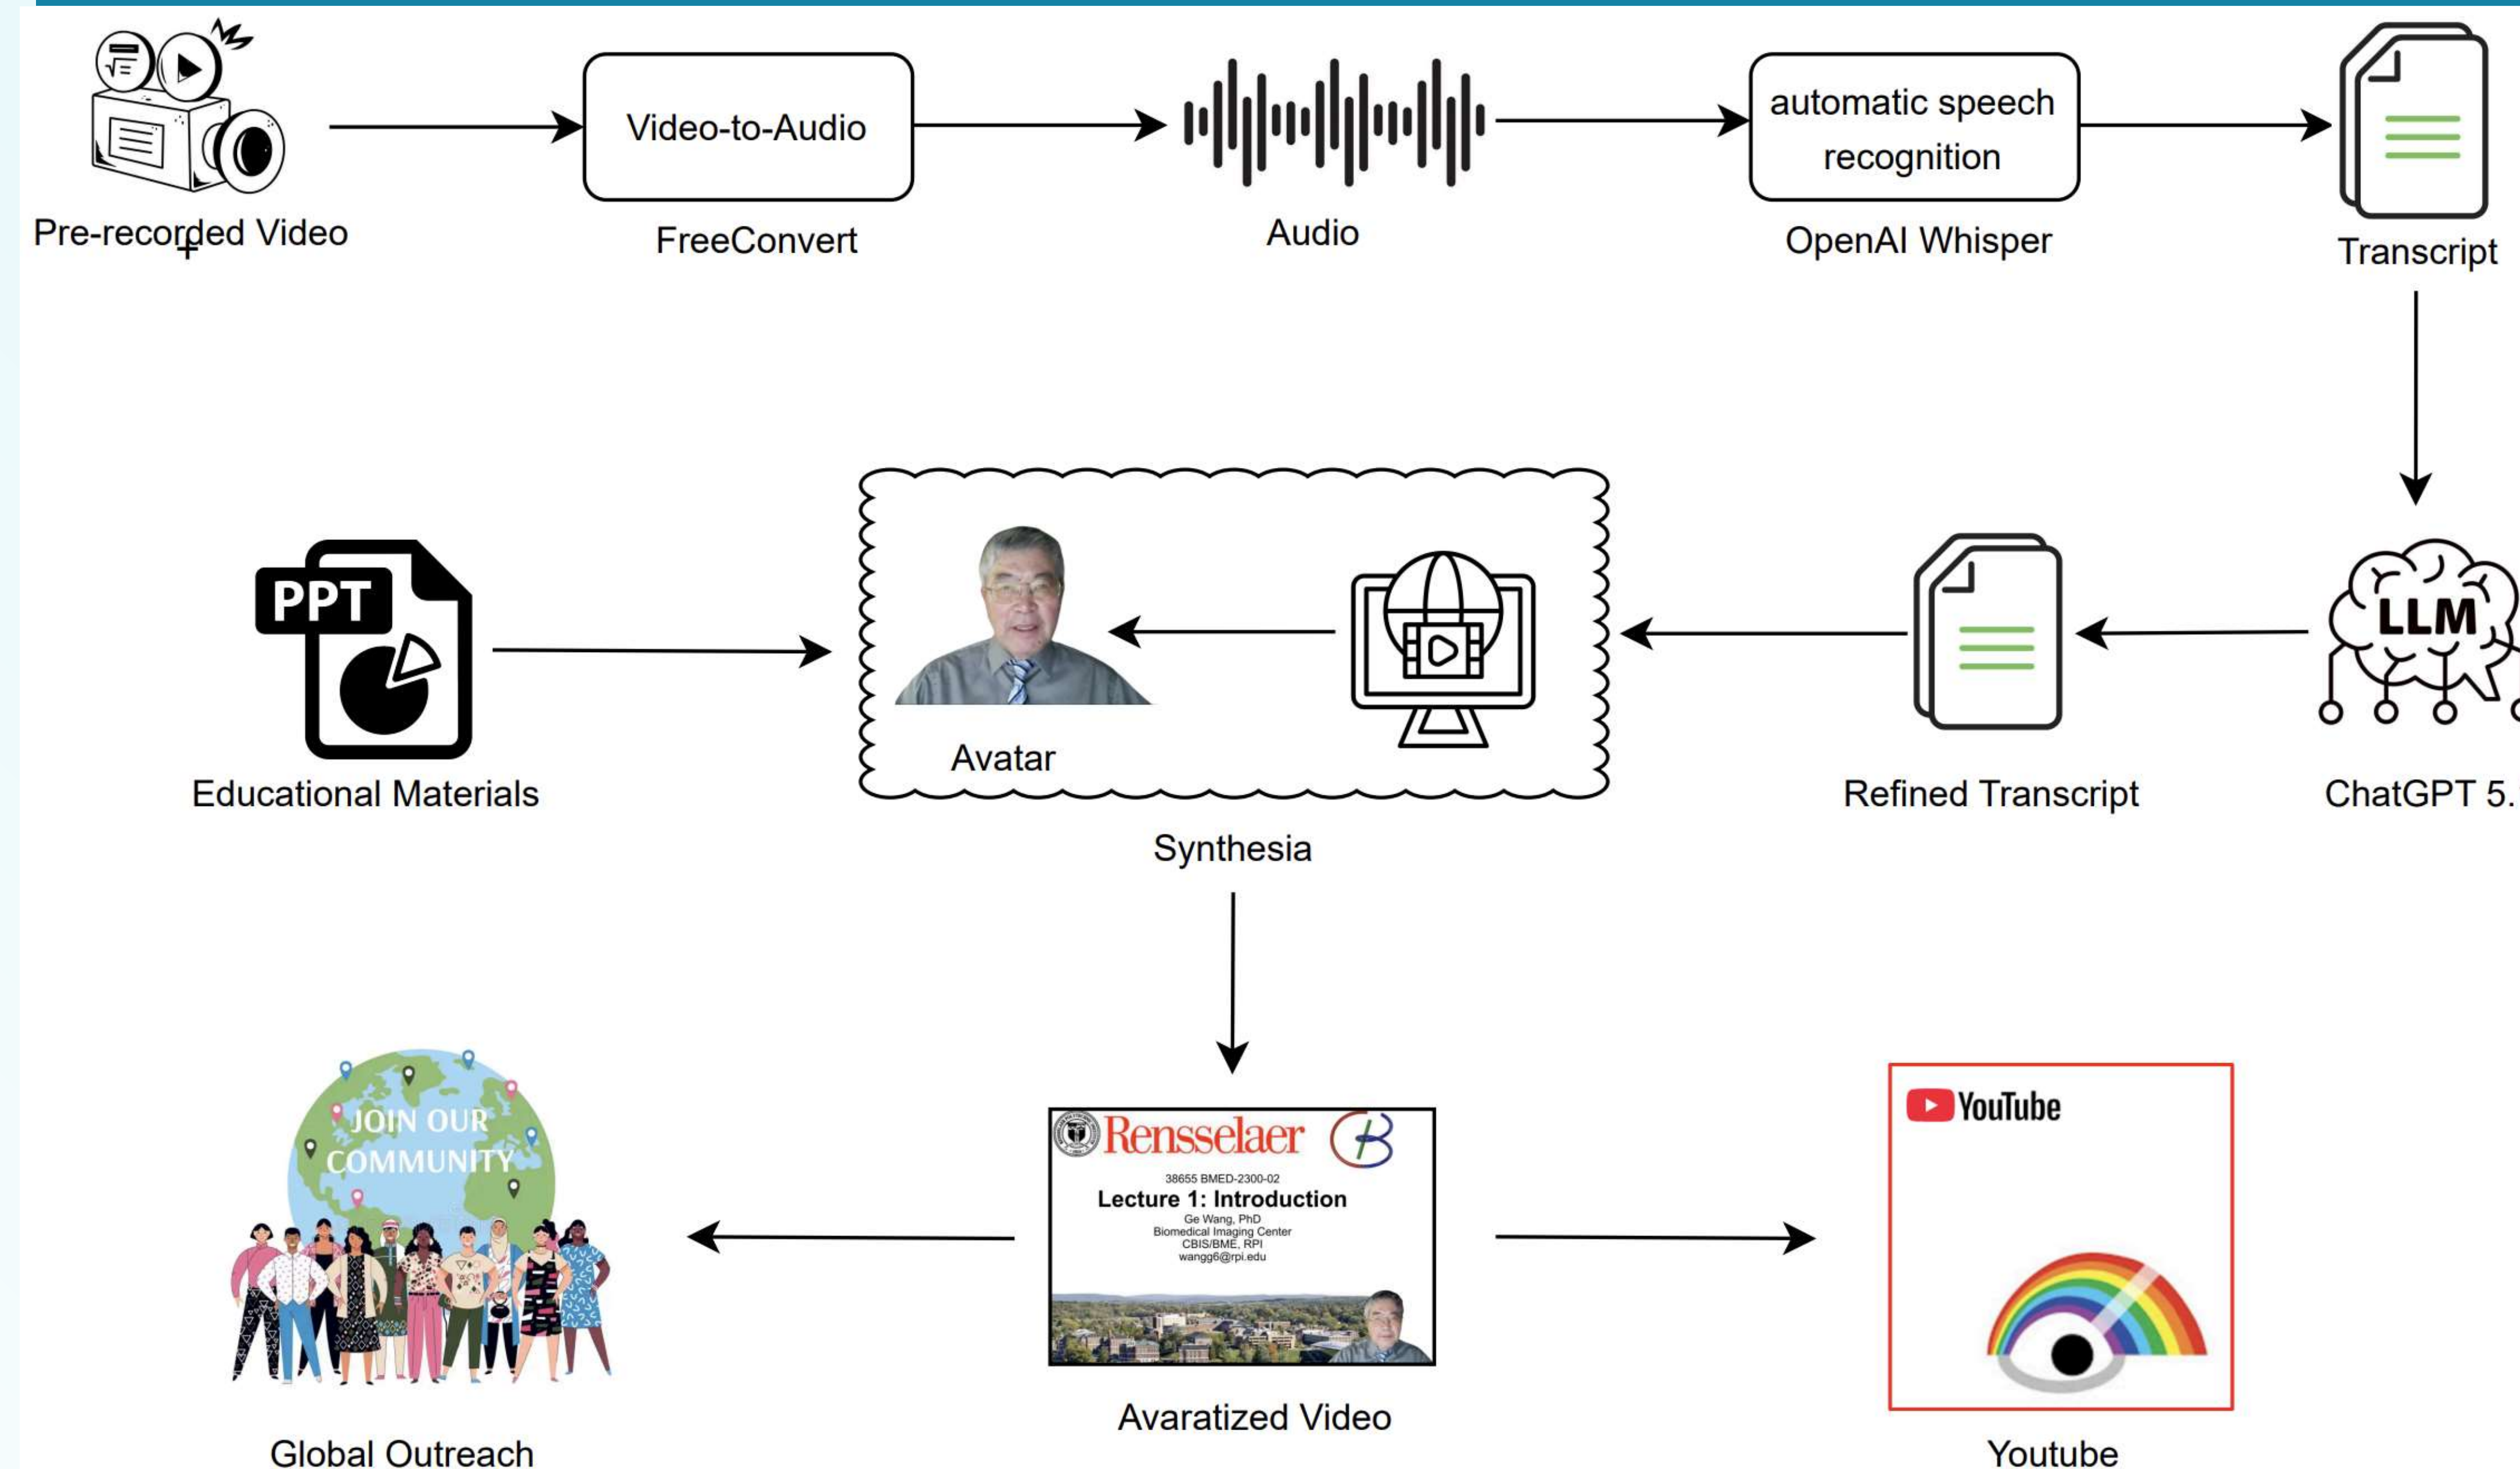 Video-to-Audio
automatic speech
recognition
Pre-recorded Video
+
FreeConvert
Audio
OpenAI Whisper
Transcript
PPT
LLM
Avatar
Educational Materials
Refined Transcript
ChatGPT 5.
Synthesia
JOIN OUR
COMMUNITY
Rensselaer
38655 BMED-2300-02
Lecture 1: Introduction
Ge Wang, PhD
Biomedical Imaging Center
CBIS/BME, RPI
wangg6@rpi.edu
YouTube
Avaratized Video
Global Outreach
Youtube